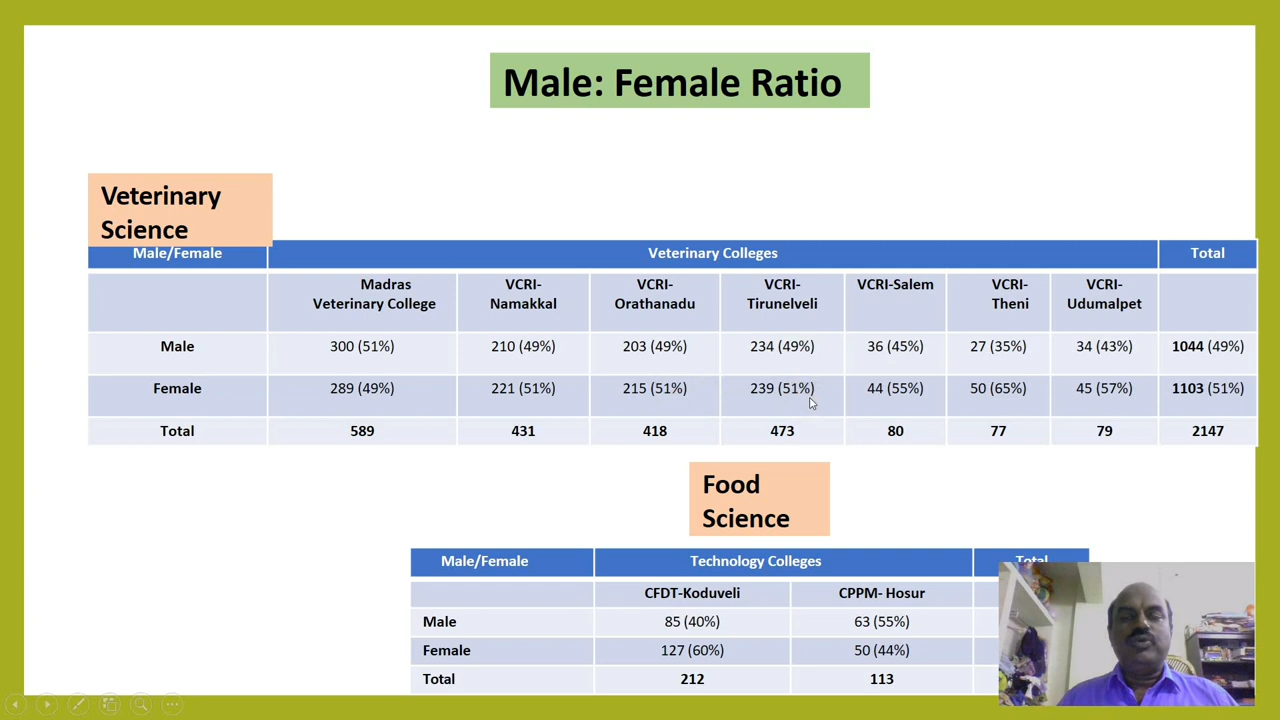 Male: Female Ratio
Veterinary
Science
Male/Female Veterinary Colleges Total
Madras Veterinary College VCRI-Namakkal VCRI-Orathanadu VCRI-Tirunelveli VCRI-Salem VCRI-Theni VCRI-Udumalpet
Male 300 (51%) 210 (49%) 203 (49%) 234 (49%) 36 (45%) 27 (35%) 34 (43%) 1044 (49%)
Female 289 (49%) 221 (51%) 215 (51%) 239 (51%) 44 (55%) 50 (65%) 45 (57%) 1103 (51%)
Total 589 431 418 473 80 77 79 2147
Food
Science
Male/Female Technology Colleges Total
CFDT-Koduveli CPPM- Hosur
Male 85 (40%) 63 (55%)
Female 127 (60%) 50 (44%)
Total 212 113